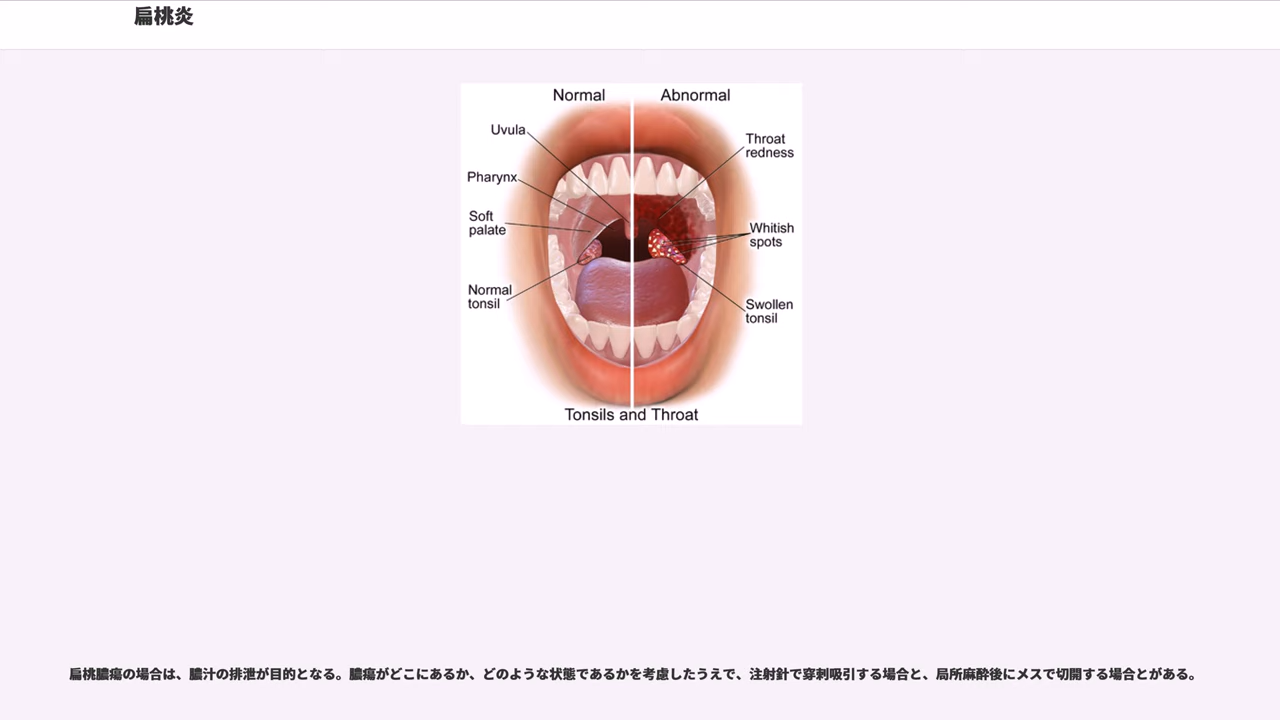 扁桃炎
Normal
Abnormal
Uvula
Pharynx
Soft
palate
Normal
tonsil
Throat
redness
Whitish
spots
Swollen
tonsil
Tonsils and Throat
扁桃膿瘍の場合は、膿汁の排泄が目的となる。膿瘍がどこにあるか、どのような状態であるかを考慮したうえで、注射針で穿刺吸引する場合と、局所麻酔後にメスで切開する場合とがある。